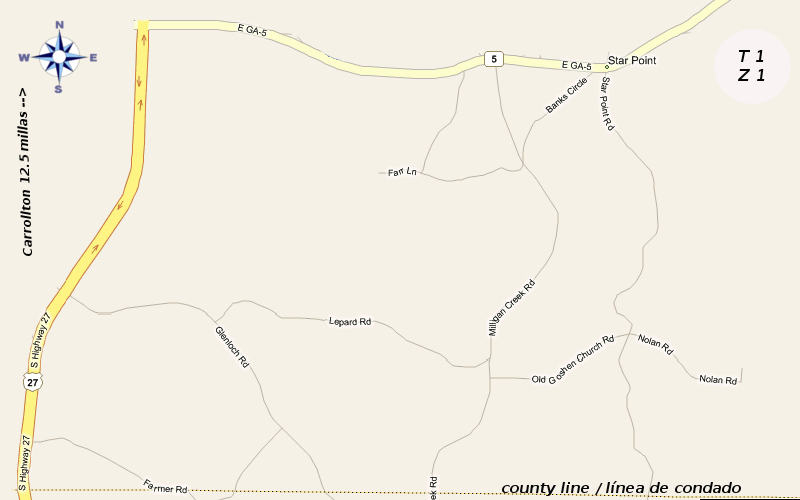 N
W E
S
E GA-5
5
E GA-5
Star Point
T 1
Z 1
Banks Circle
Star Point Rd
Carrollton 12.5 millas -->
Farr Ln
S Highway 27
Milligan Creek Rd
Lepard Rd
Glenloch Rd
Old Goshen Church Rd
Nolan Rd
Nolan Rd
27
S Highway 27
Farmer Rd
ek Rd
county line / línea de condado